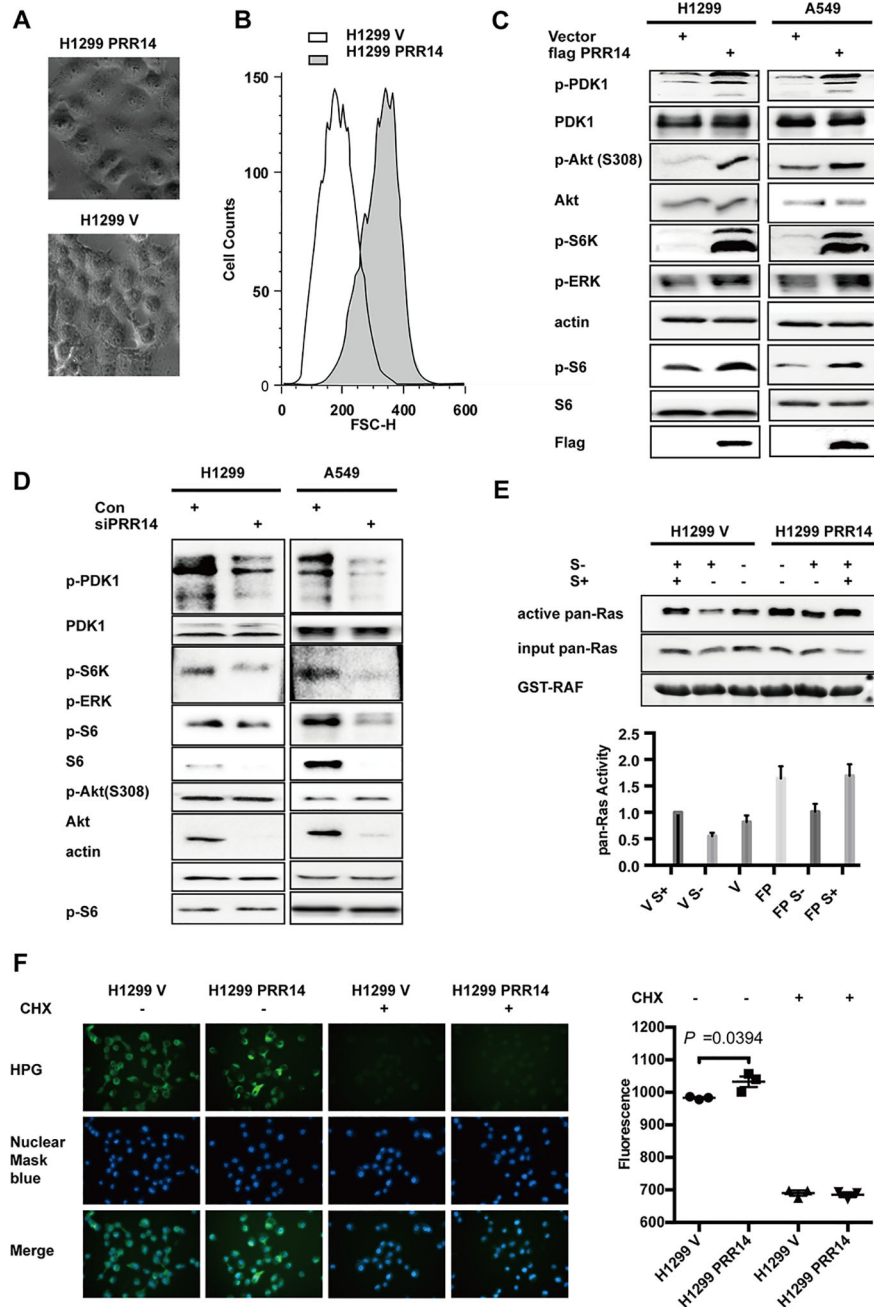 A
H1299 PRR14
H1299 V
B
H1299 V
H1299 PRR14
150
100
50
0
Cell Counts
0 200 400 600
FSC-H
C
H1299 A549
Vector + +
flag PRR14 + +
p-PDK1
PDK1
p-Akt (S308)
Akt
p-S6K
p-ERK
actin
p-S6
S6
Flag
D
H1299 A549
Con + +
siPRR14 + +
p-PDK1
PDK1
p-S6K
p-ERK
p-S6
S6
p-Akt(S308)
Akt
actin
p-S6
E
H1299 V H1299 PRR14
S- + + - - + +
S+ + - - - - +
active pan-Ras
input pan-Ras
GST-RAF
2.5
2.0
1.5
1.0
0.5
0.0
pan-Ras Activity
V S+ V S- V FP FP S- FP S+
F
H1299 V H1299 PRR14 H1299 V H1299 PRR14
CHX - - + +
HPG
Nuclear
Mask
blue
Merge
CHX - - + +
1200
1100
1000
900
800
700
600
Fluorescence
P =0.0394
H1299 V H1299 PRR14 H1299 V H1299 PRR14